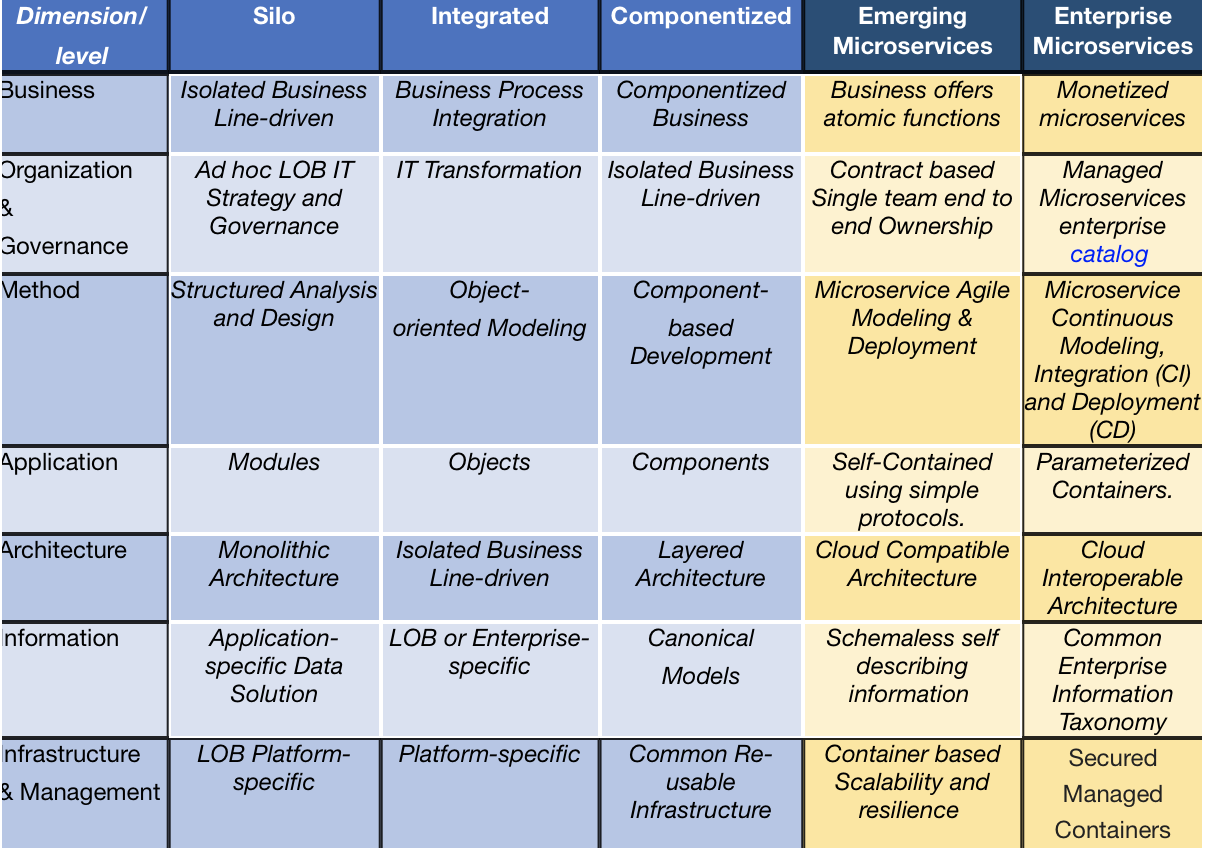 Dimension/
level
Silo
Integrated
Componentized
Emerging
Microservices
Enterprise
Microservices
Business
Isolated Business
Line-driven
Business Process
Integration
Componentized
Business
Business offers
atomic functions
Monetized
microservices
Organization
&
Governance
Ad hoc LOB IT
Strategy and
Governance
IT Transformation
Isolated Business
Line-driven
Contract based
Single team end to
end Ownership
Managed
Microservices
enterprise
catalog
Method
Structured Analysis
and Design
Object-
oriented Modeling
Component-
based
Development
Microservice Agile
Modeling &
Deployment
Microservice
Continuous
Modeling,
Integration (CI)
and Deployment
(CD)
Application
Modules
Objects
Components
Self-Contained
using simple
protocols.
Parameterized
Containers.
Architecture
Monolithic
Architecture
Isolated Business
Line-driven
Layered
Architecture
Cloud Compatible
Architecture
Cloud
Interoperable
Architecture
Information
Application-
specific Data
Solution
LOB or Enterprise-
specific
Canonical
Models
Schemaless self
describing
information
Common
Enterprise
Information
Taxonomy
Infrastructure
& Management
LOB Platform-
specific
Platform-specific
Common Re-
usable
Infrastructure
Container based
Scalability and
resilience
Secured
Managed
Containers